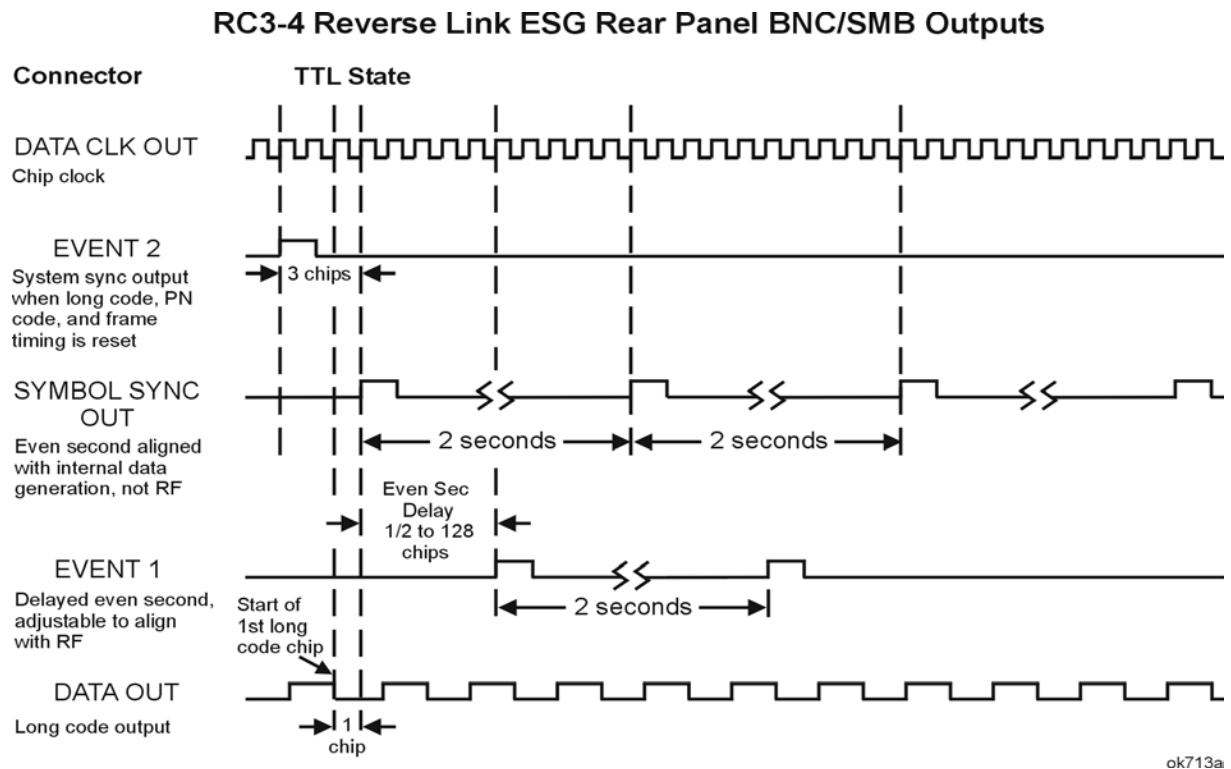 RC3-4 Reverse Link ESG Rear Panel BNC/SMB Outputs
Connector
TTL State
DATA CLK OUT
Chip clock
EVENT 2
System sync output
when long code, PN
code, and frame
timing is reset
3 chips
SYMBOL SYNC
OUT
Even second aligned
with internal data
generation, not RF
2 seconds
2 seconds
Even Sec
Delay
1/2 to 128
chips
EVENT 1
Delayed even second,
adjustable to align
with RF
2 seconds
Start of
1st long
code chip
DATA OUT
Long code output
1
chip
ok713a